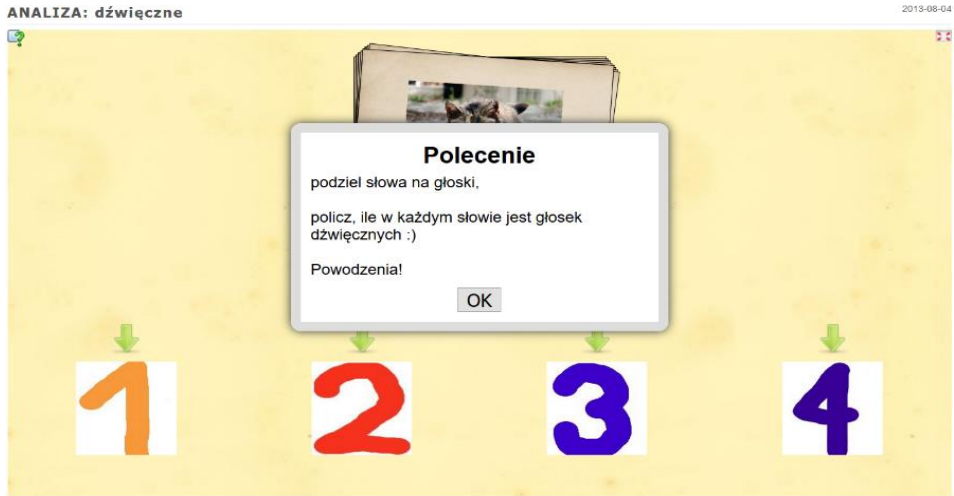 ANALIZA: dźwięczne
2013-08-04
Polecenie
podziel słowa na głoski,
policz, ile w każdym słowie jest głosek
dźwięcznych :)
Powodzenia!
OK
1 2 3 4